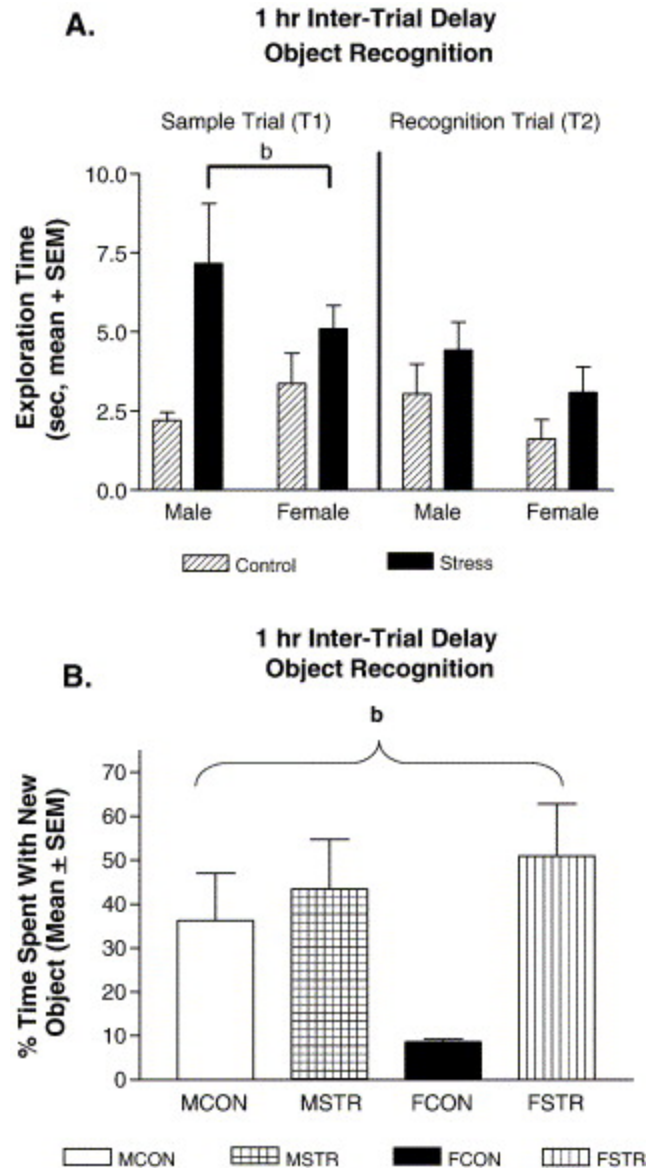 A.
1 hr Inter-Trial Delay
Object Recognition
Sample Trial (T1)
Recognition Trial (T2)
b
Exploration Time
(sec, mean + SEM)
10.0
7.5
5.0
2.5
0.0
Male
Female
Male
Female
Control
Stress
1 hr Inter-Trial Delay
Object Recognition
B.
b
% Time Spent With New
Object (Mean ± SEM)
70
60
50
40
30
20
10
0
MCON
MSTR
FCON
FSTR
MCON
MSTR
FCON
FSTR